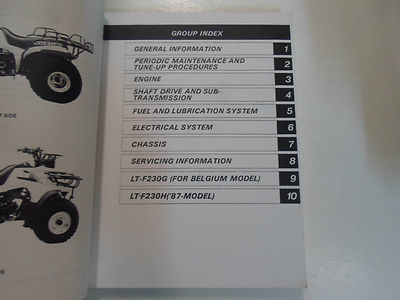 GROUP INDEX
GENERAL INFORMATION 1
PERIODIC MAINTENANCE AND
TUNE-UP PROCEDURES 2
ENGINE 3
SHAFT DRIVE AND SUB-
TRANSMISSION 4
FUEL AND LUBRICATION SYSTEM 5
ELECTRICAL SYSTEM 6
CHASSIS 7
SERVICING INFORMATION 8
LT-F230G (FOR BELGIUM MODEL) 9
LT-F230H('87-MODEL) 10
SIDE